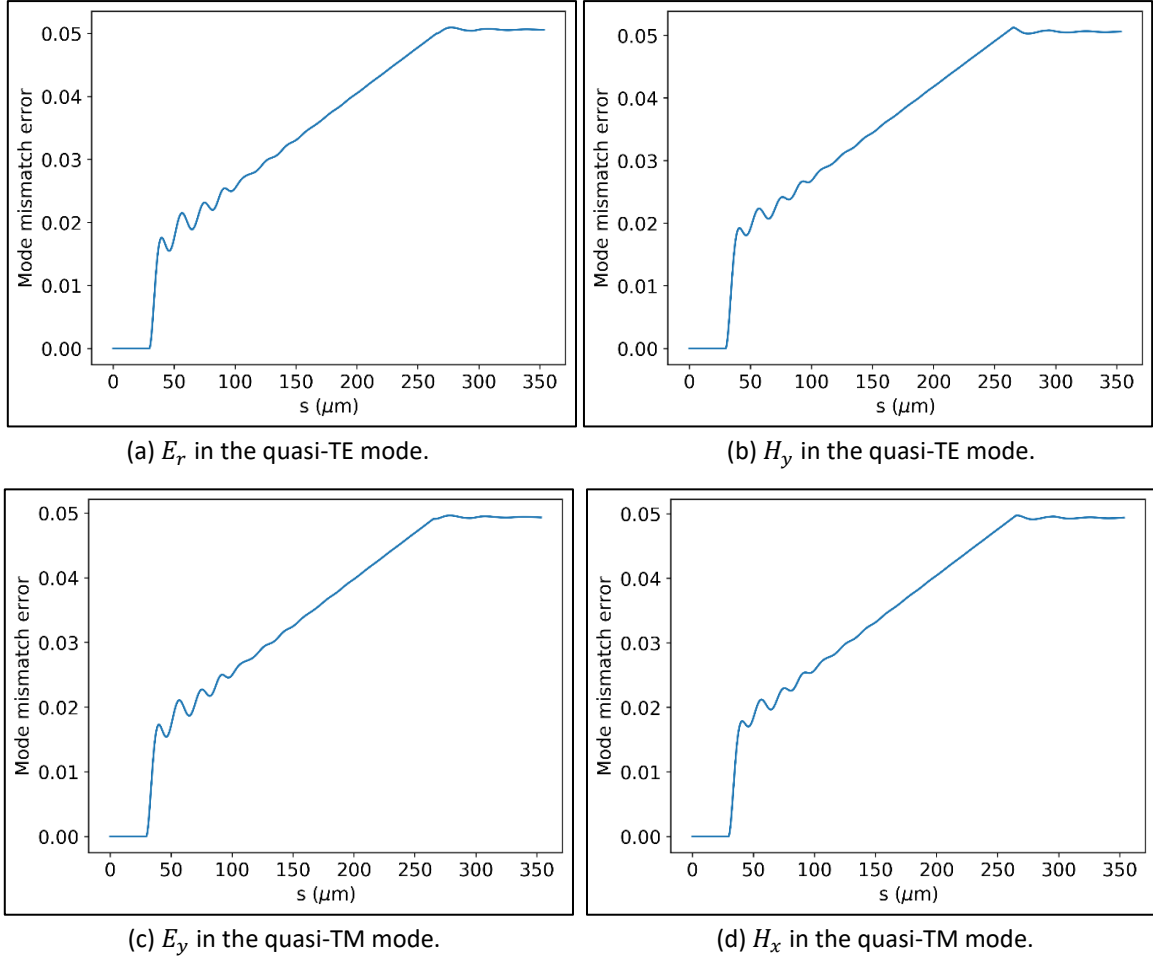 0.05
0.04
0.03
0.02
0.01
0.00
Mode mismatch error
0 50 100 150 200 250 300 350
s (μm)
(a) E_r in the quasi-TE mode.
0.05
0.04
0.03
0.02
0.01
0.00
Mode mismatch error
0 50 100 150 200 250 300 350
s (μm)
(b) H_y in the quasi-TE mode.
0.05
0.04
0.03
0.02
0.01
0.00
Mode mismatch error
0 50 100 150 200 250 300 350
s (μm)
(c) E_y in the quasi-TM mode.
0.05
0.04
0.03
0.02
0.01
0.00
Mode mismatch error
0 50 100 150 200 250 300 350
s (μm)
(d) H_x in the quasi-TM mode.